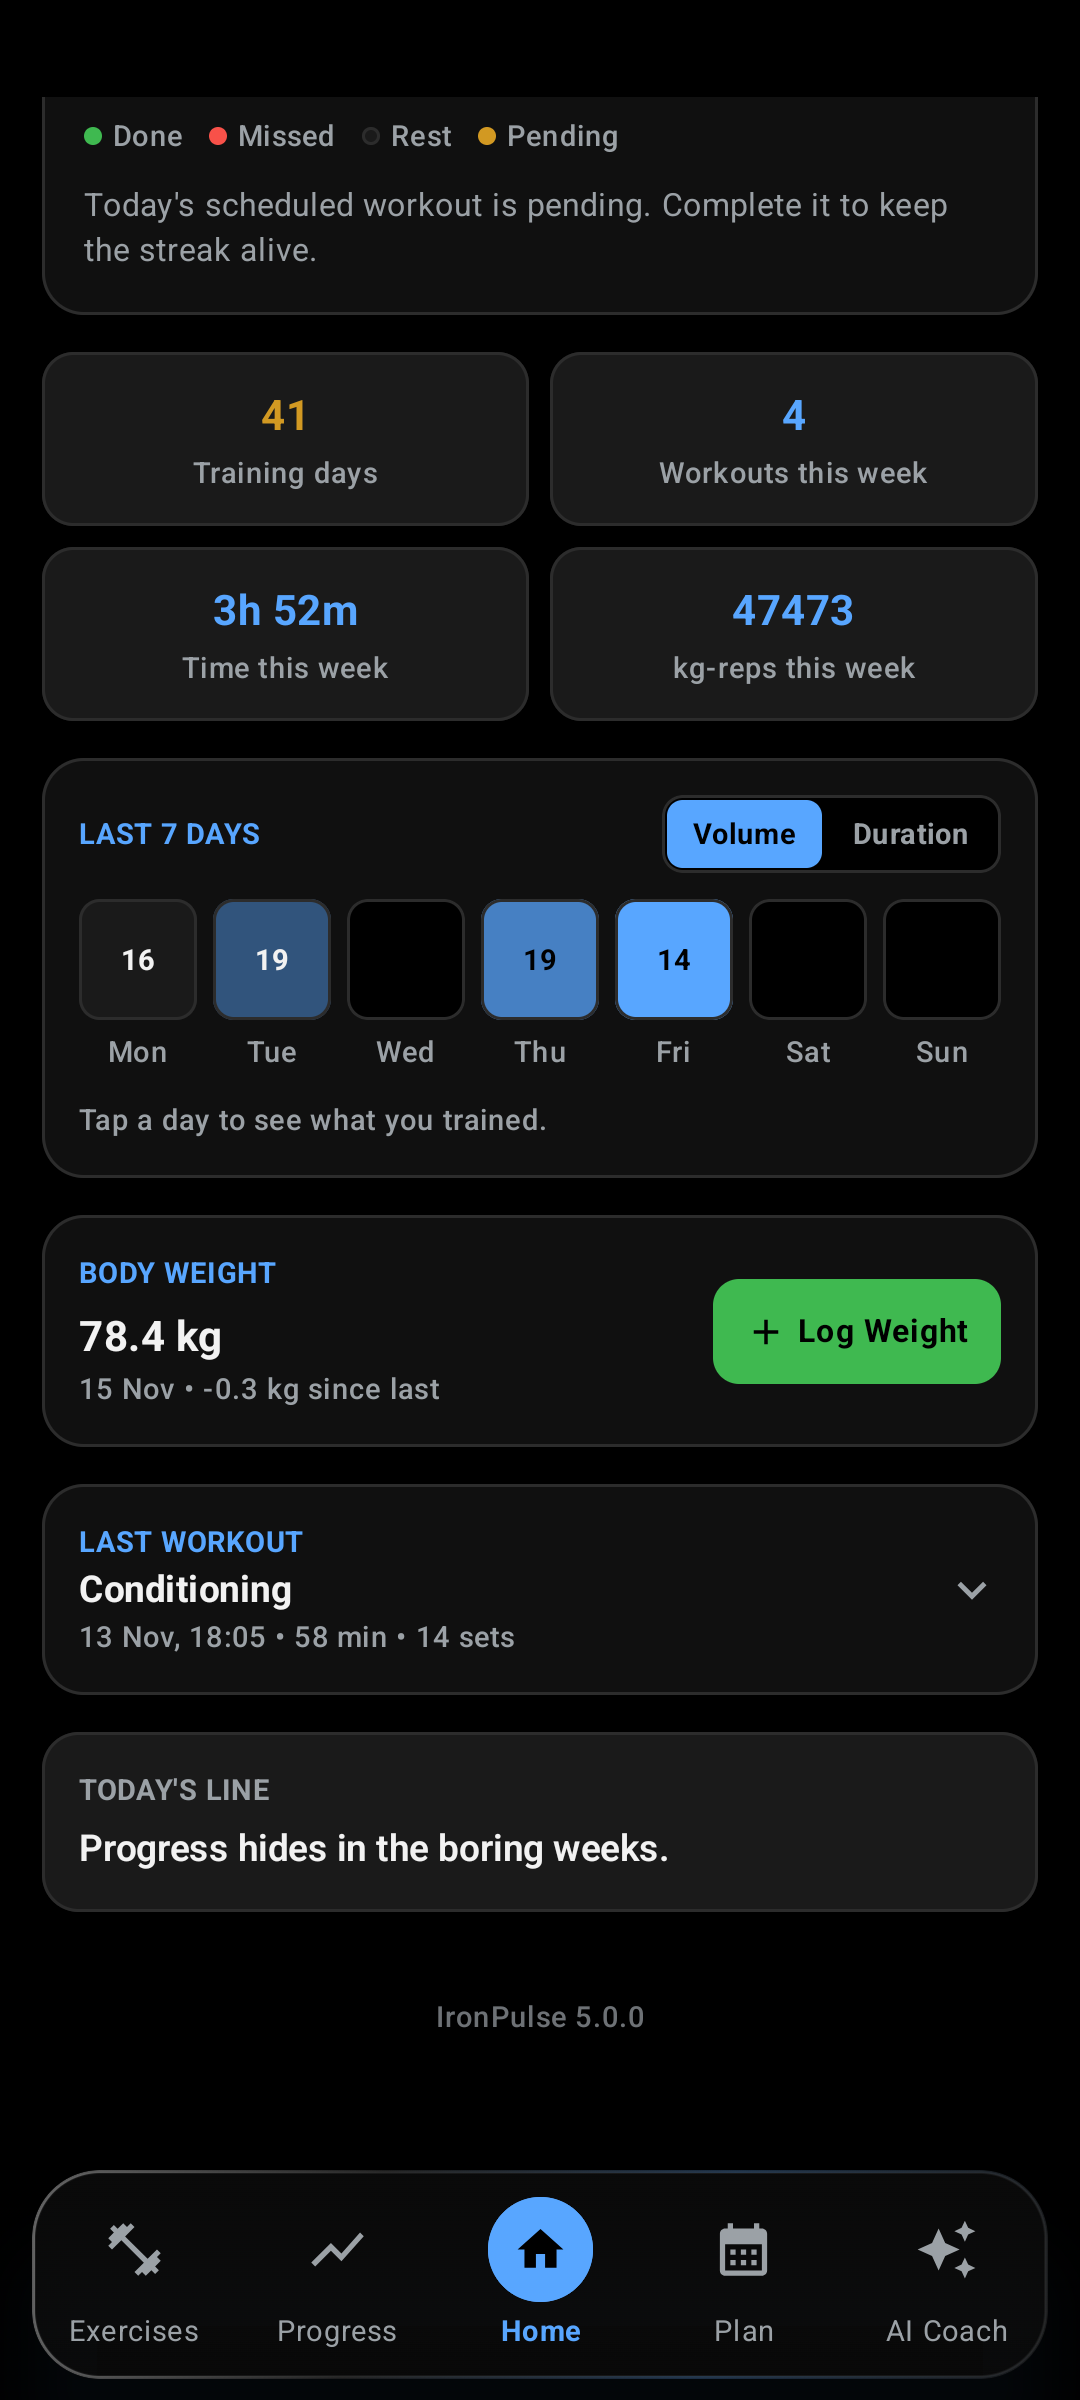 Done Missed Rest Pending
Today's scheduled workout is pending. Complete it to keep
the streak alive.
41
Training days
4
Workouts this week
3h 52m
Time this week
47473
kg-reps this week
LAST 7 DAYS
Volume Duration
16 19 19 14
Mon Tue Wed Thu Fri Sat Sun
Tap a day to see what you trained.
BODY WEIGHT
78.4 kg
15 Nov • -0.3 kg since last
+ Log Weight
LAST WORKOUT
Conditioning
13 Nov, 18:05 • 58 min • 14 sets
TODAY'S LINE
Progress hides in the boring weeks.
IronPulse 5.0.0
Exercises Progress Home Plan AI Coach